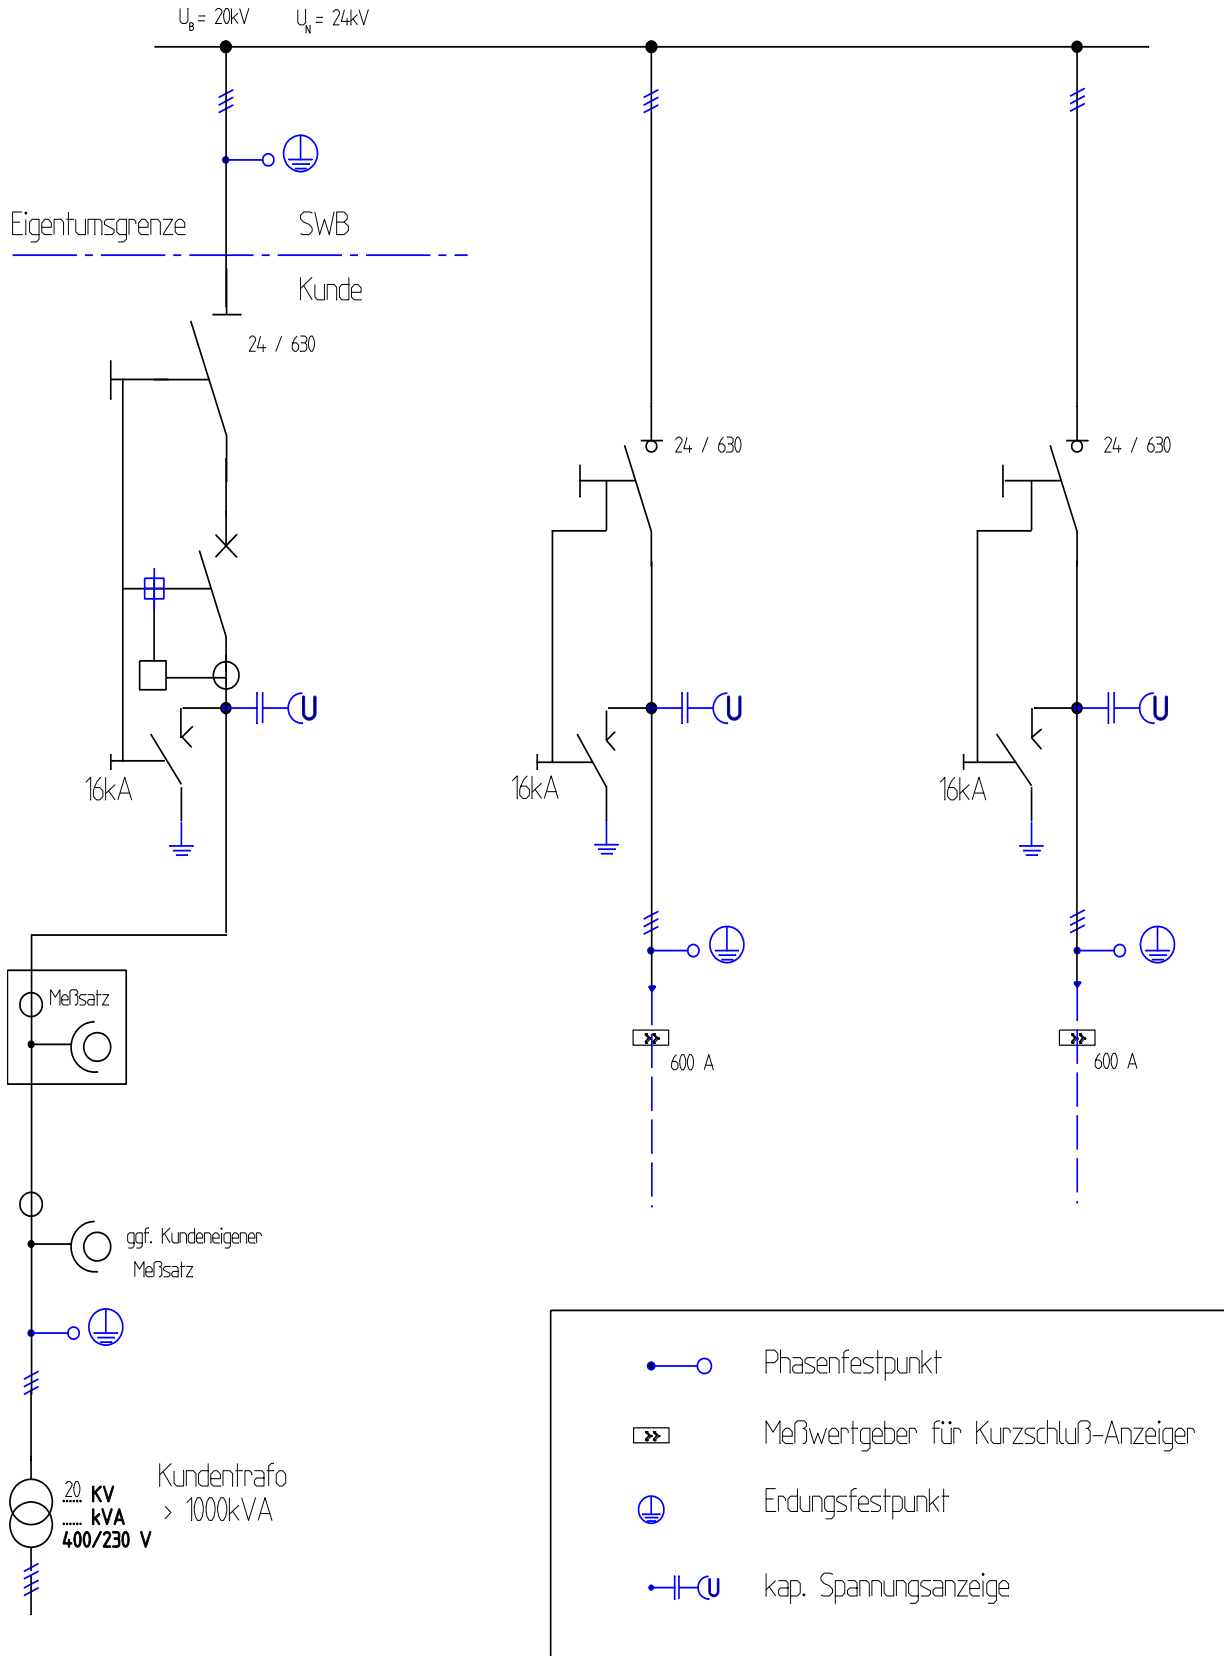 U_B = 20kV U_N = 24kV
Eigentumsgrenze SWB
Kunde
24 / 630
24 / 630
24 / 630
U
U
U
16kA
16kA
16kA
Meßsatz
600 A
600 A
ggf. Kundeneigener
Meßsatz
Phasenfestpunkt
Meßwertgeber für Kurzschluß-Anzeiger
Erdungsfestpunkt
U
kap. Spannungsanzeige
Kundentrafo
> 1000kVA
20 KV
...... kVA
400/230 V